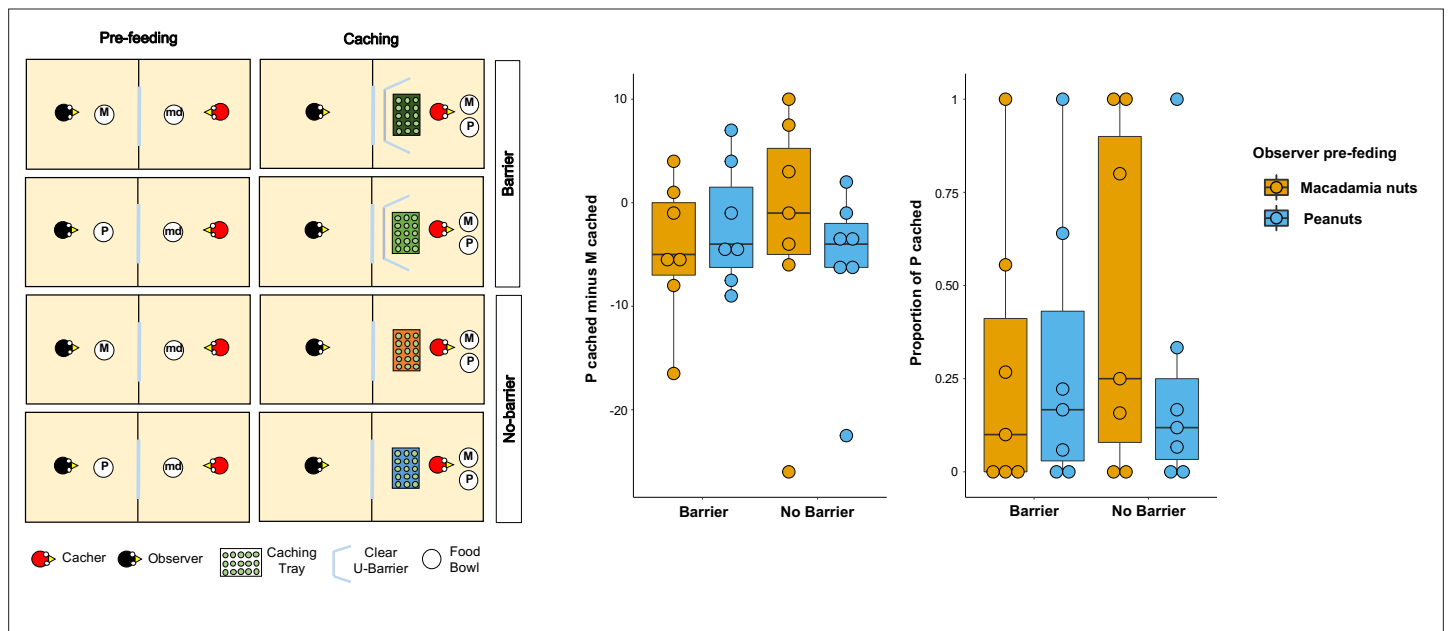 Pre-feeding
Caching
M
md
M
P
P
md
M
P
Barrier
M
md
M
P
P
md
M
P
No-barrier
Cacher
Observer
Caching
Tray
Clear
U-Barrier
Food
Bowl
P cached minus M cached
10
0
-10
-20
Barrier
No Barrier
Proportion of P cached
1
0.75
0.50
0.25
0
Barrier
No Barrier
Observer pre-feding
Macadamia nuts
Peanuts